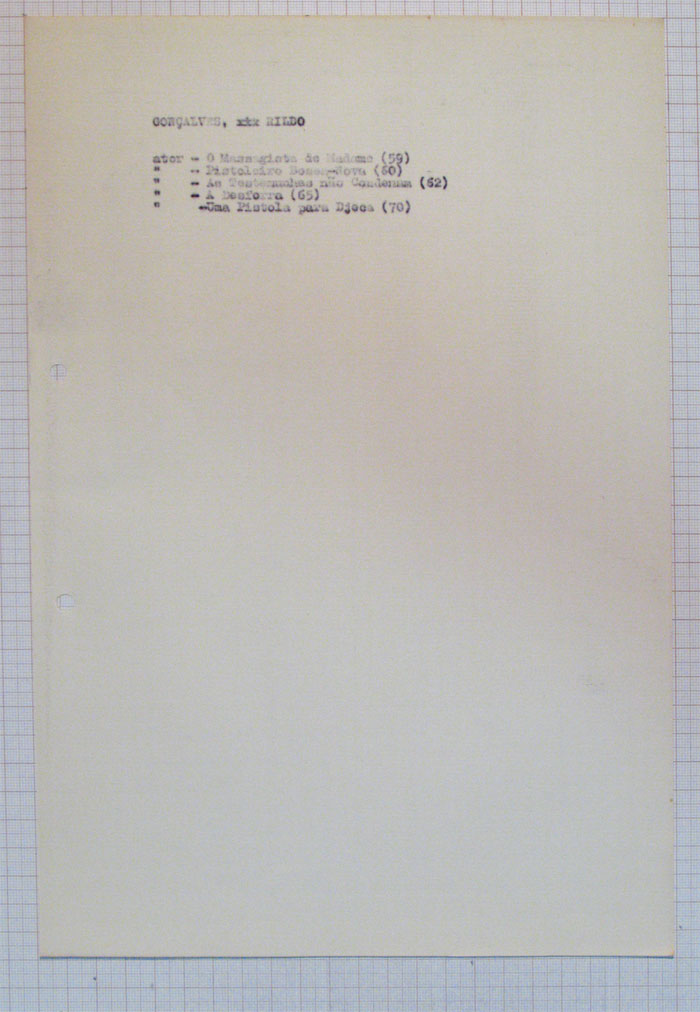 GONÇALVES, xxx RILDO
ator - O Massagista de Madame (59)
" - Pistoleiro Bossa-Nova (60)
" - As Testemunhas não Condenam (62)
" - A Desforra (65)
" -Uma Pistola para Djeca (70)